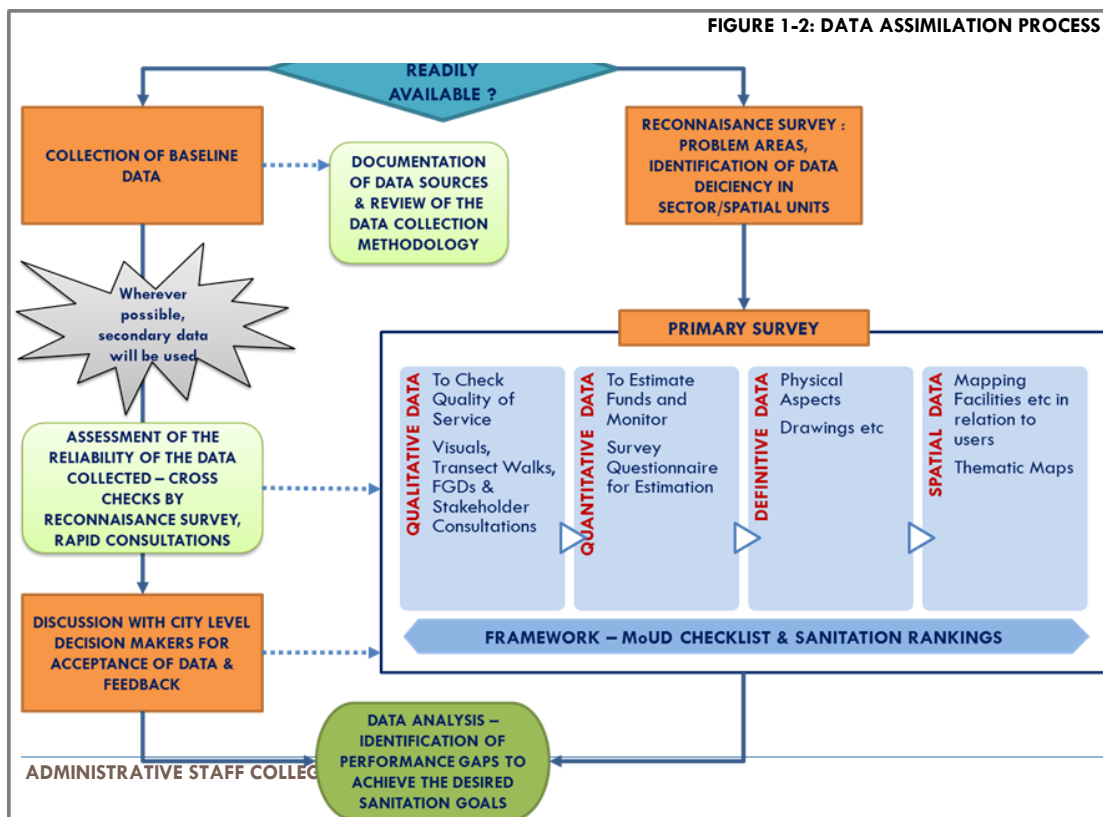 FIGURE 1-2: DATA ASSIMILATION PROCESS
READILY
AVAILABLE ?
COLLECTION OF BASELINE
DATA
DOCUMENTATION
OF DATA SOURCES
& REVIEW OF THE
DATA COLLECTION
METHODOLOGY
RECONNAISANCE SURVEY :
PROBLEM AREAS,
IDENTIFICATION OF DATA
DEICIENCY IN
SECTOR/SPATIAL UNITS
Wherever
possible,
secondary data
will be used
PRIMARY SURVEY
QUALITATIVE DATA
To Check
Quality of
Service
Visuals,
Transect Walks,
FGDs &
Stakeholder
Consultations
QUANTITATIVE DATA
To Estimate
Funds and
Monitor
Survey
Questionnaire
for Estimation
DEFINITIVE DATA
Physical
Aspects
Drawings etc
SPATIAL DATA
Mapping
Facilities etc in
relation to
users
Thematic Maps
ASSESSMENT OF THE
RELIABILITY OF THE DATA
COLLECTED – CROSS
CHECKS BY
RECONNAISANCE SURVEY,
RAPID CONSULTATIONS
FRAMEWORK – MoUD CHECKLIST & SANITATION RANKINGS
DISCUSSION WITH CITY LEVEL
DECISION MAKERS FOR
ACCEPTANCE OF DATA &
FEEDBACK
DATA ANALYSIS –
IDENTIFICATION OF
PERFORMANCE GAPS TO
ACHIEVE THE DESIRED
SANITATION GOALS
ADMINISTRATIVE STAFF COLLEG